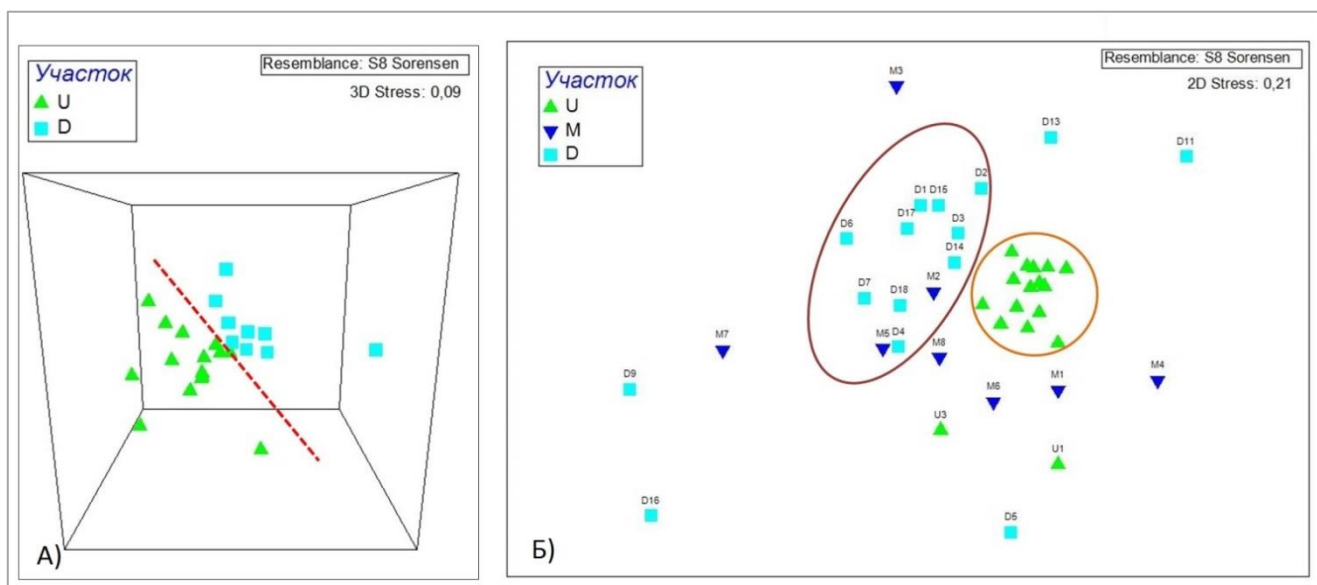 Resemblance: S8 Sorensen
3D Stress: 0,09
Участок
U
D
А)
Resemblance: S8 Sorensen
2D Stress: 0,21
Участок
U
M
D
M3
D13
D11
D2
D1 D15
D17
D3
D6
D14
M2
D7
D18
M7
M5 D4
M8
M4
D9
M6
M1
U3
U1
D16
D5
Б)